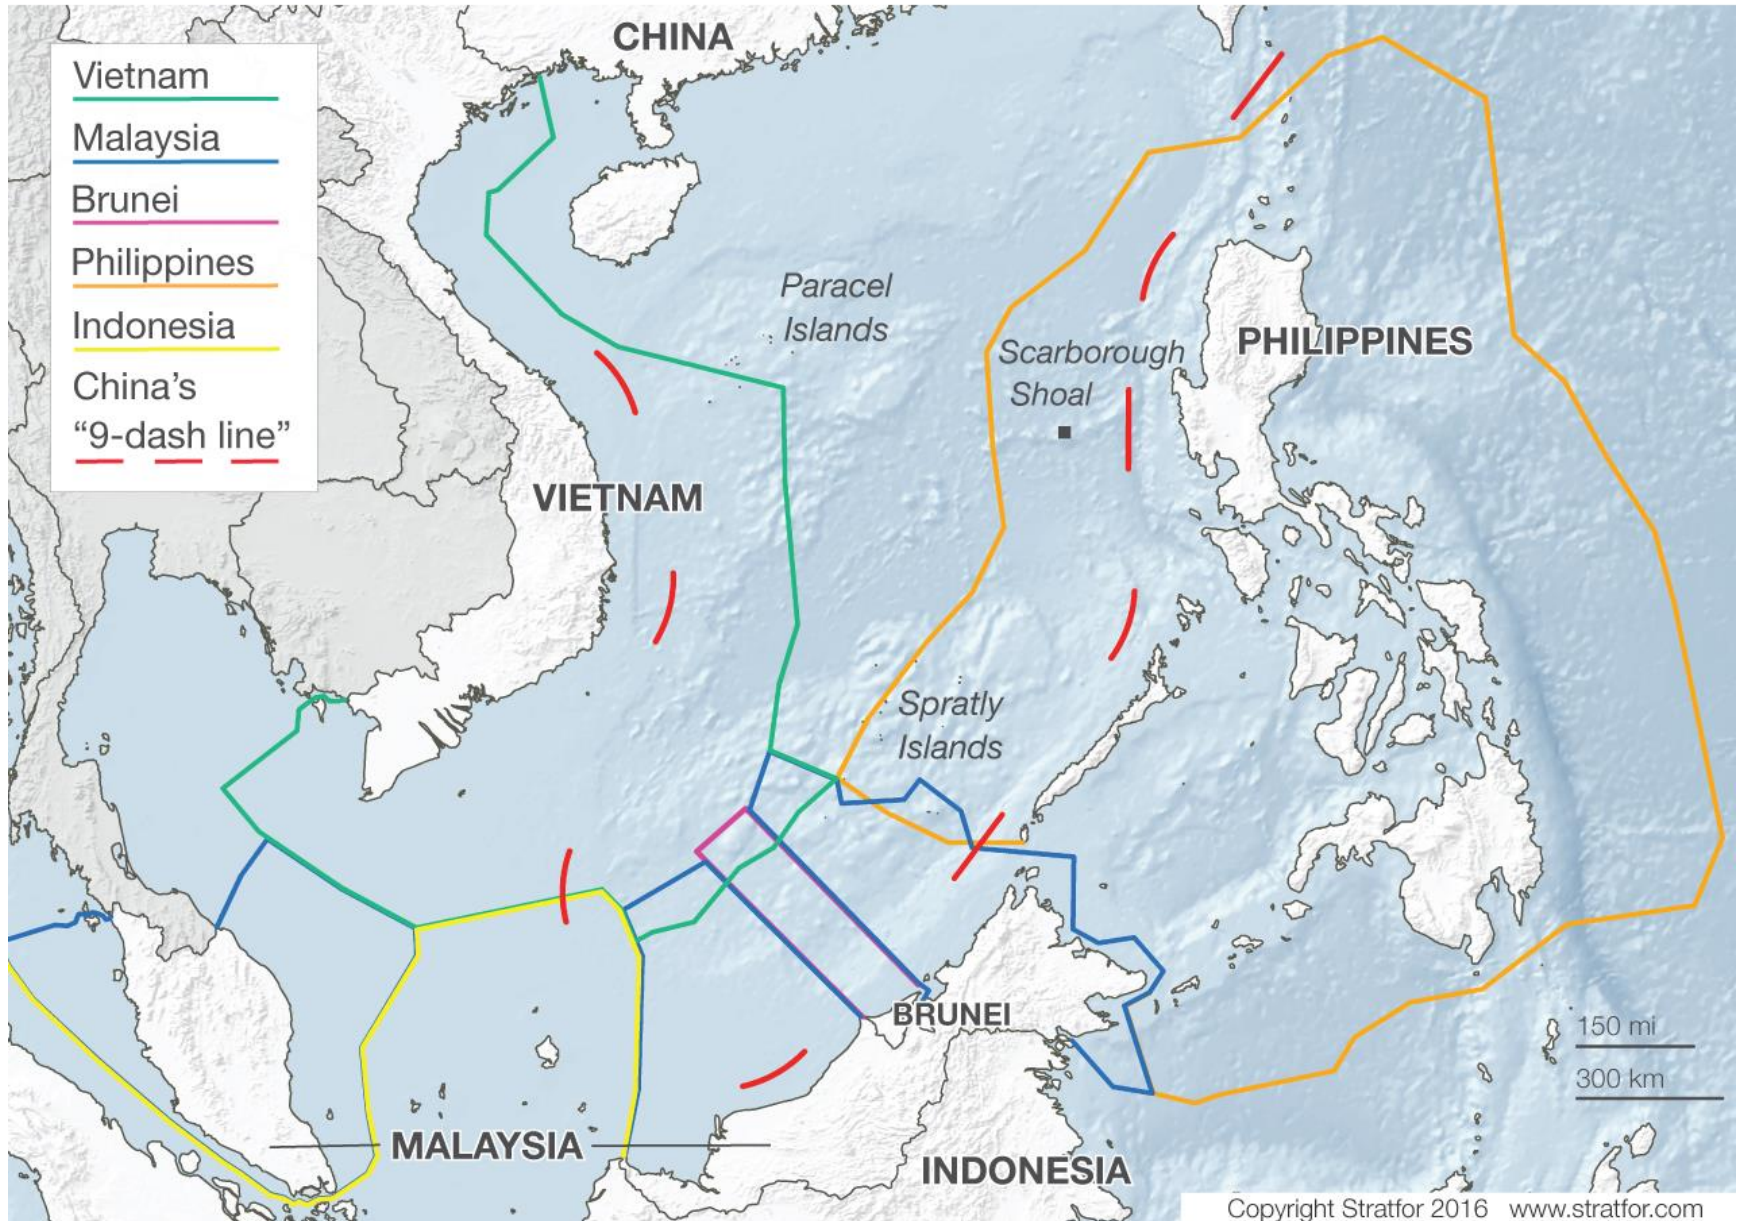 Vietnam
Malaysia
Brunei
Philippines
Indonesia
China’s
“9-dash line”
CHINA
Paracel
Islands
Scarborough
Shoal
PHILIPPINES
VIETNAM
Spratly
Islands
BRUNEI
MALAYSIA
INDONESIA
150 mi
300 km
Copyright Stratfor 2016 www.stratfor.com